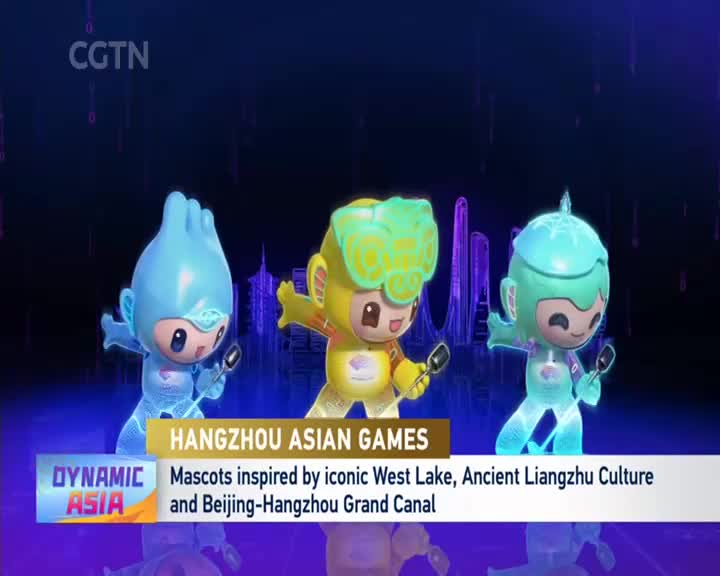 CGTN
HANGZHOU ASIAN GAMES
DYNAMIC
ASIA
Mascots inspired by iconic West Lake, Ancient Liangzhu Culture
and Beijing-Hangzhou Grand Canal